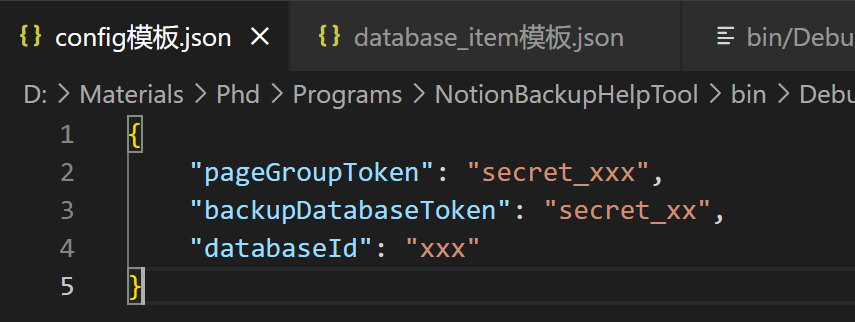 {} config模板.json × {} database_item模板.json bin/Debu
D: > Materials > Phd > Programs > NotionBackupHelpTool > bin > Debu
1 {
2 "pageGroupToken": "secret_xxx",
3 "backupDatabaseToken": "secret_xx",
4 "databaseId": "xxx"
5 }